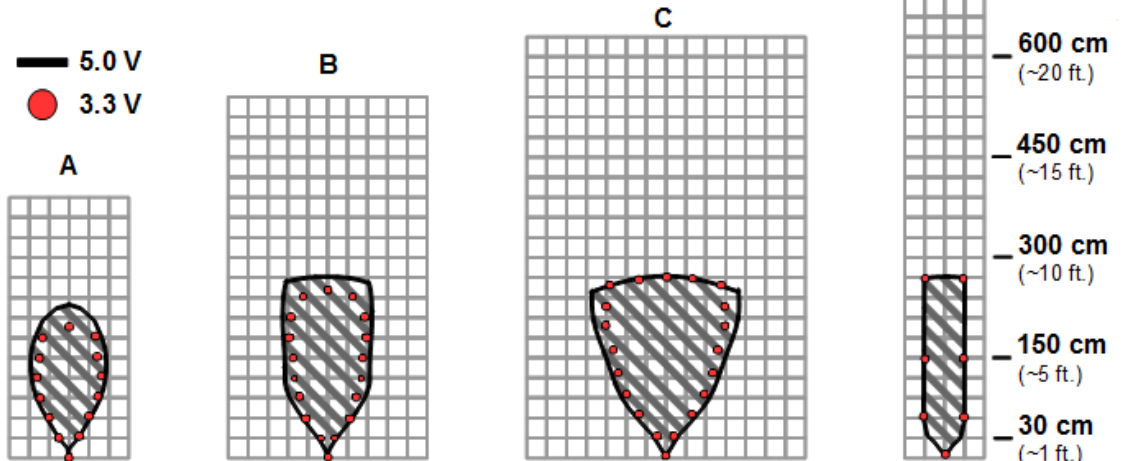 5.0 V
3.3 V
A
B
C
600 cm
(~20 ft.)
450 cm
(~15 ft.)
300 cm
(~10 ft.)
150 cm
(~5 ft.)
30 cm
(~1 ft.)